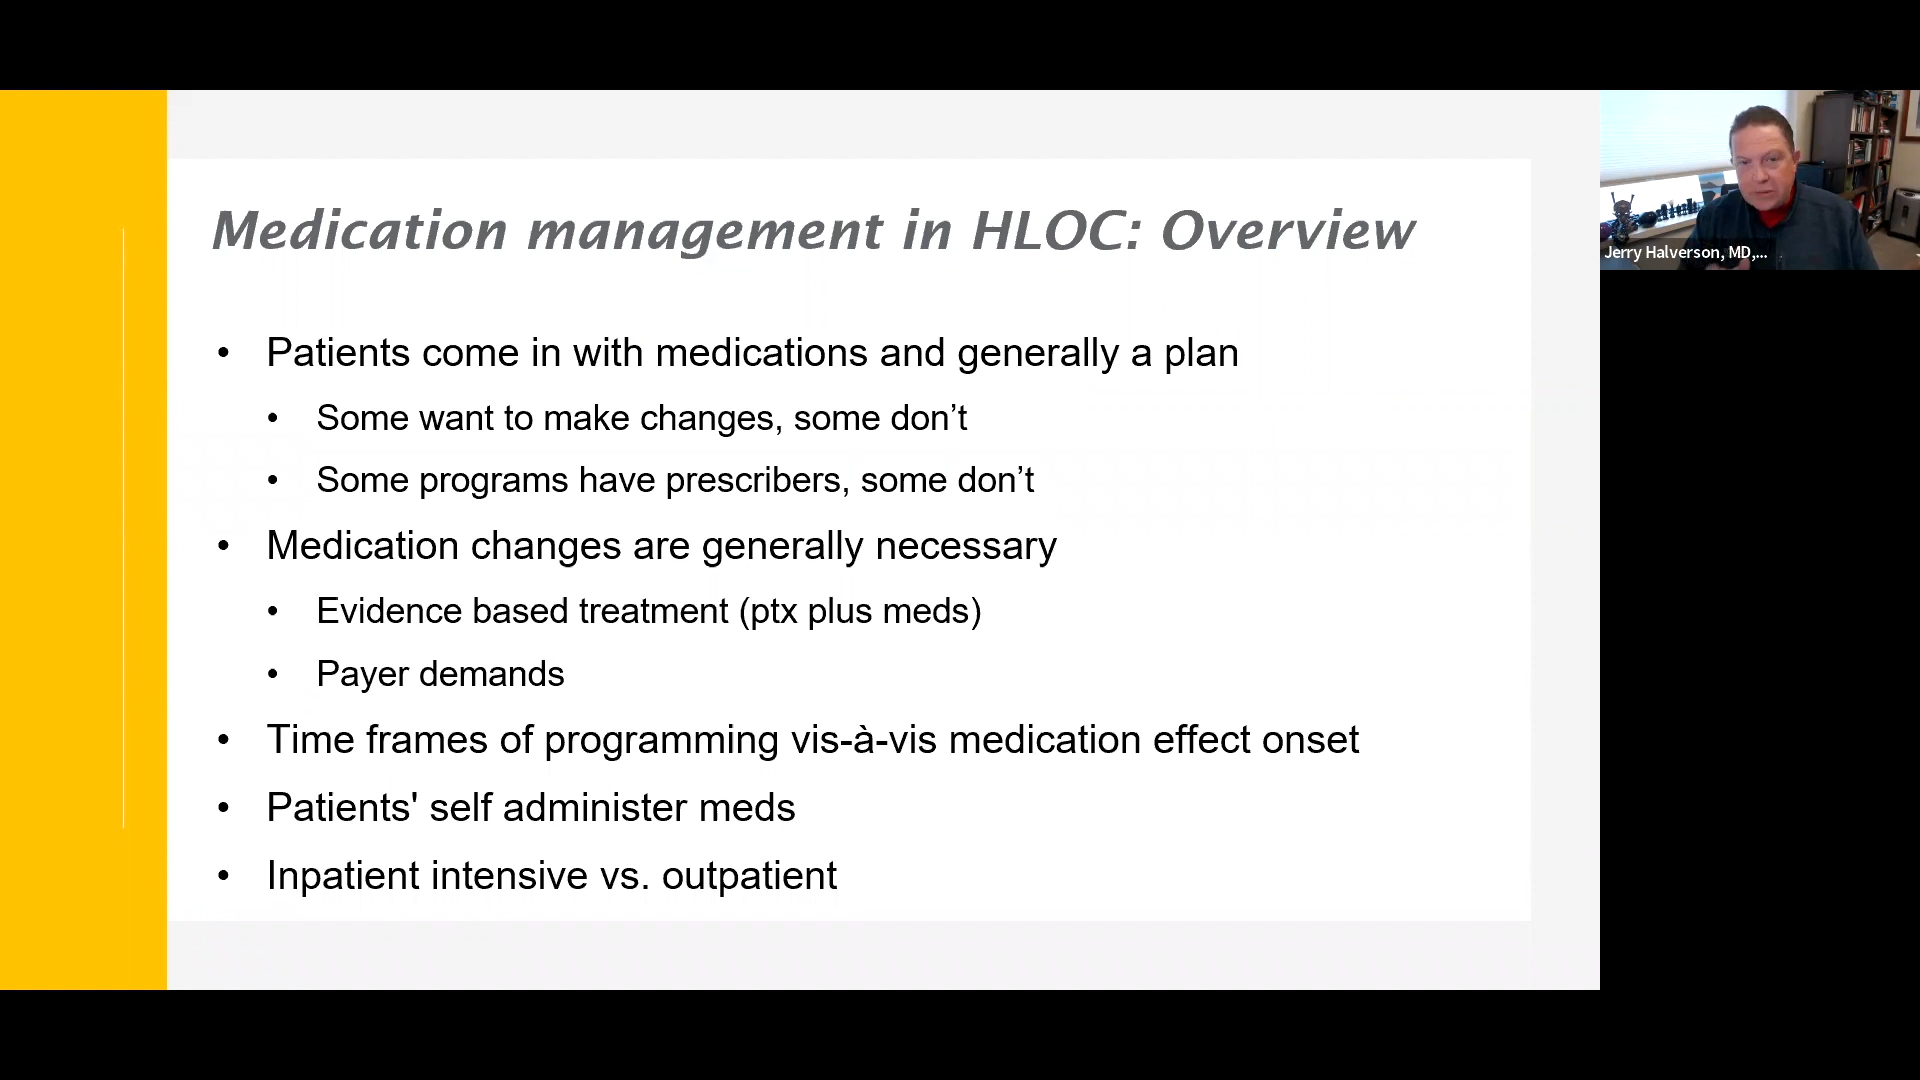 Medication management in HLOC: Overview
• Patients come in with medications and generally a plan
• Some want to make changes, some don’t
• Some programs have prescribers, some don’t
• Medication changes are generally necessary
• Evidence based treatment (ptx plus meds)
• Payer demands
• Time frames of programming vis-à-vis medication effect onset
• Patients' self administer meds
• Inpatient intensive vs. outpatient
Jerry Halverson, MD,...